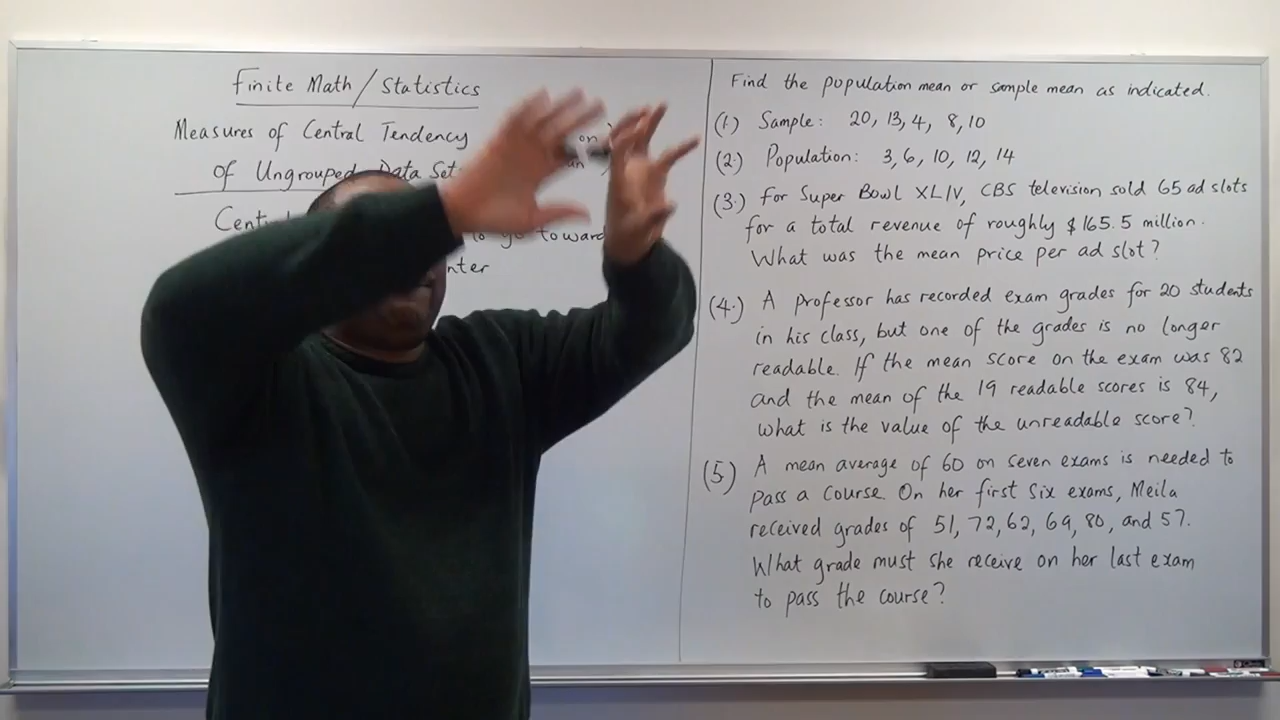 Finite Math / Statistics
Measures of Central Tendency
of Ungrouped Data Set
to go toward
Find the population mean or sample mean as indicated.
(1) Sample: 20, 13, 4, 8, 10
(2.) Population: 3, 6, 10, 12, 14
(3.) For Super Bowl XLIV, CBS television sold 65 ad slots
for a total revenue of roughly $165.5 million.
What was the mean price per ad slot?
(4.) A professor has recorded exam grades for 20 students
in his class, but one of the grades is no longer
readable. If the mean score on the exam was 82
and the mean of the 19 readable scores is 84,
what is the value of the unreadable score?
(5) A mean average of 60 on seven exams is needed to
pass a course. On her first six exams, Meila
received grades of 51, 72, 62, 69, 80, and 57.
What grade must she receive on her last exam
to pass the course?